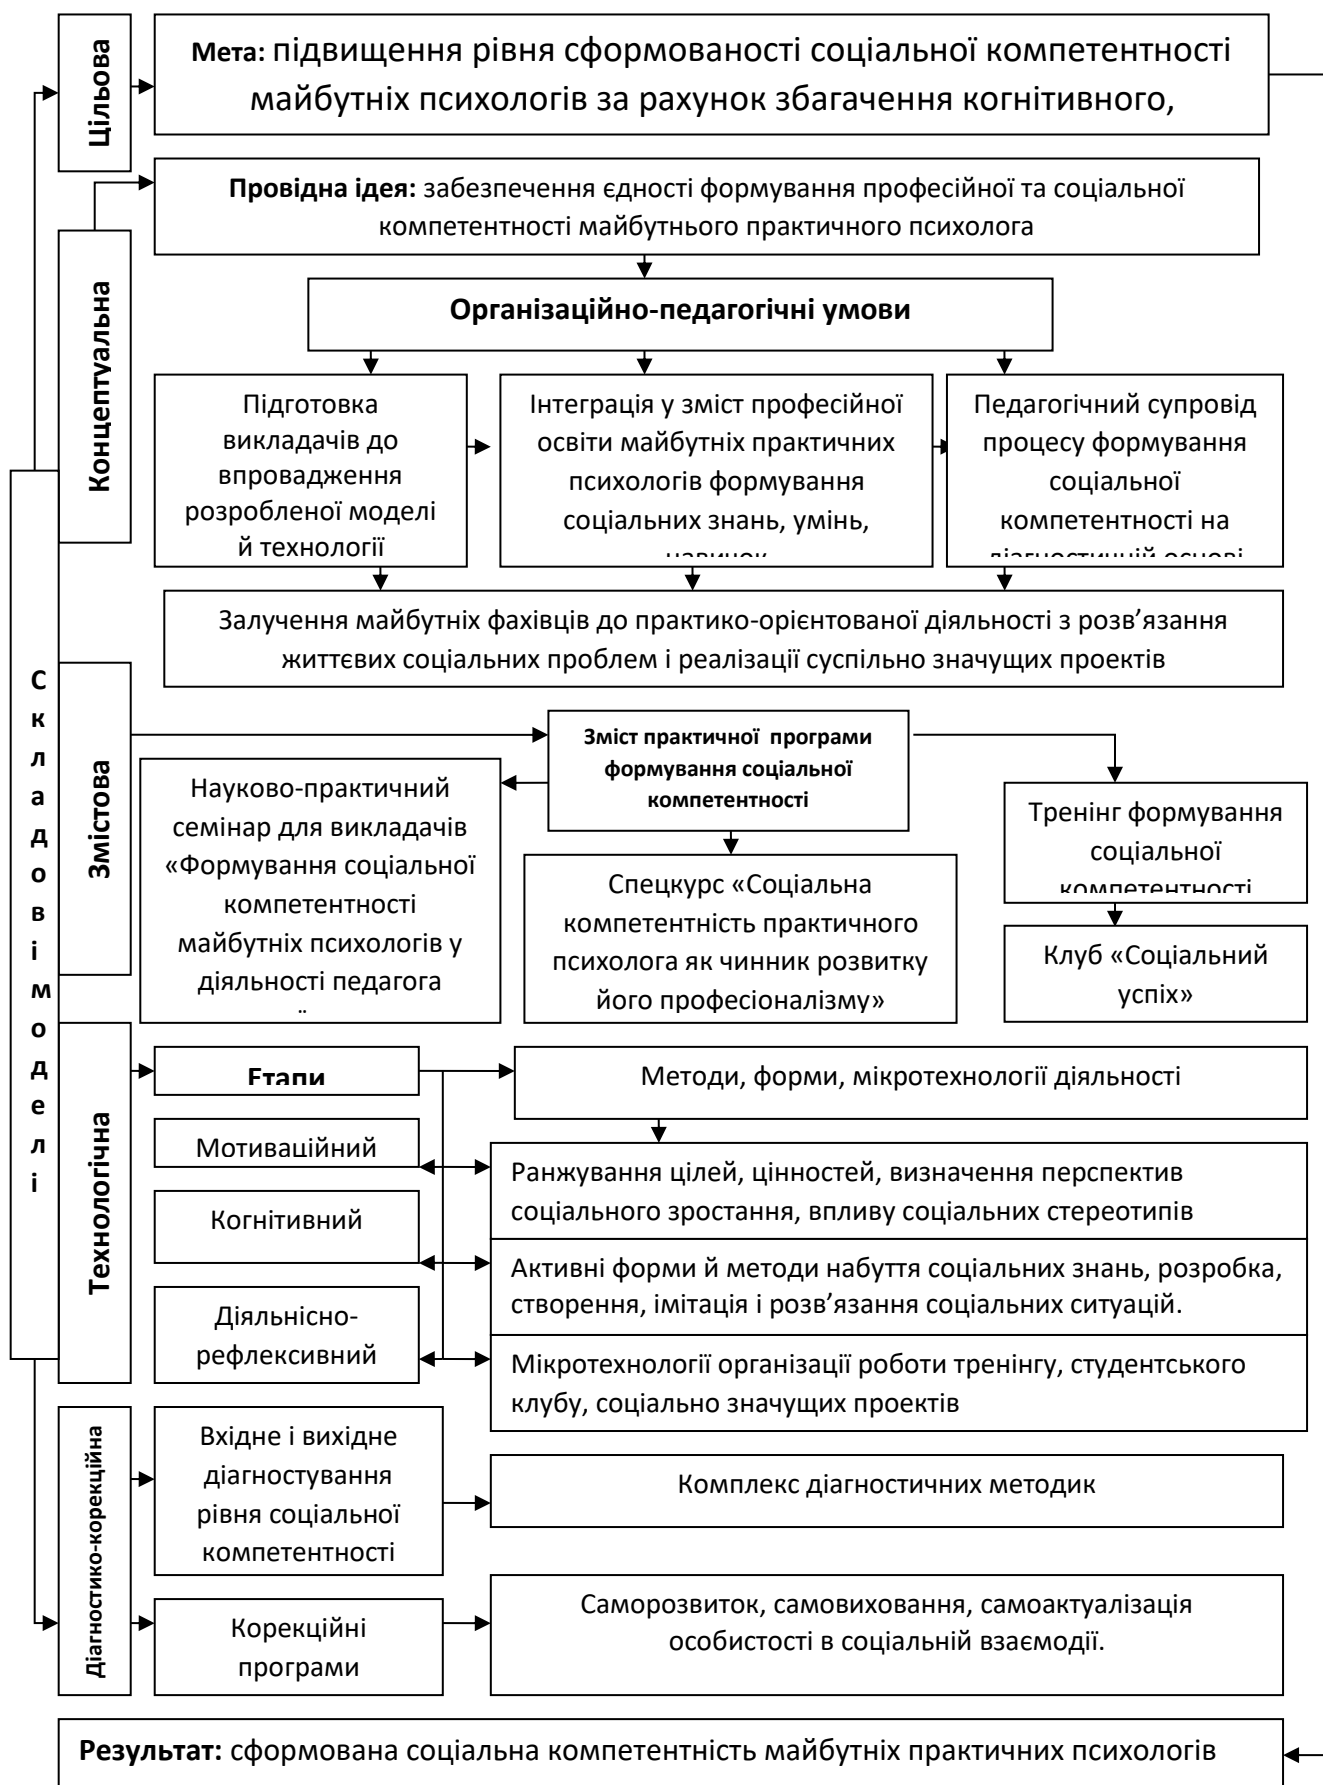 Складові моделі
Цільова
Мета: підвищення рівня сформованості соціальної компетентності
майбутніх психологів за рахунок збагачення когнітивного,
Концептуальна
Провідна ідея: забезпечення єдності формування професійної та соціальної
компетентності майбутнього практичного психолога
Організаційно-педагогічні умови
Підготовка
викладачів до
впровадження
розробленої моделі
й технології
Інтеграція у зміст професійної
освіти майбутніх практичних
психологів формування
соціальних знань, умінь,
навичок
Педагогічний супровід
процесу формування
соціальної
компетентності на
діагностичній основі
Залучення майбутніх фахівців до практико-орієнтованої діяльності з розв’язання
життєвих соціальних проблем і реалізації суспільно значущих проектів
Змістова
Зміст практичної програми
формування соціальної
компетентності
Науково-практичний
семінар для викладачів
«Формування соціальної
компетентності
майбутніх психологів у
діяльності педагога
Спецкурс «Соціальна
компетентність практичного
психолога як чинник розвитку
його професіоналізму»
Тренінг формування
соціальної
компетентності
Клуб «Соціальний
успіх»
Технологічна
Етапи
Методи, форми, мікротехнології діяльності
Мотиваційний
Ранжування цілей, цінностей, визначення перспектив
соціального зростання, впливу соціальних стереотипів
Когнітивний
Активні форми й методи набуття соціальних знань, розробка,
створення, імітація і розв’язання соціальних ситуацій.
Діяльнісно-
рефлексивний
Мікротехнології організації роботи тренінгу, студентського
клубу, соціально значущих проектів
Діагностико-корекційна
Вхідне і вихідне
діагностування
рівня соціальної
компетентності
Комплекс діагностичних методик
Корекційні
програми
Саморозвиток, самовиховання, самоактуалізація
особистості в соціальній взаємодії.
Результат: сформована соціальна компетентність майбутніх практичних психологів